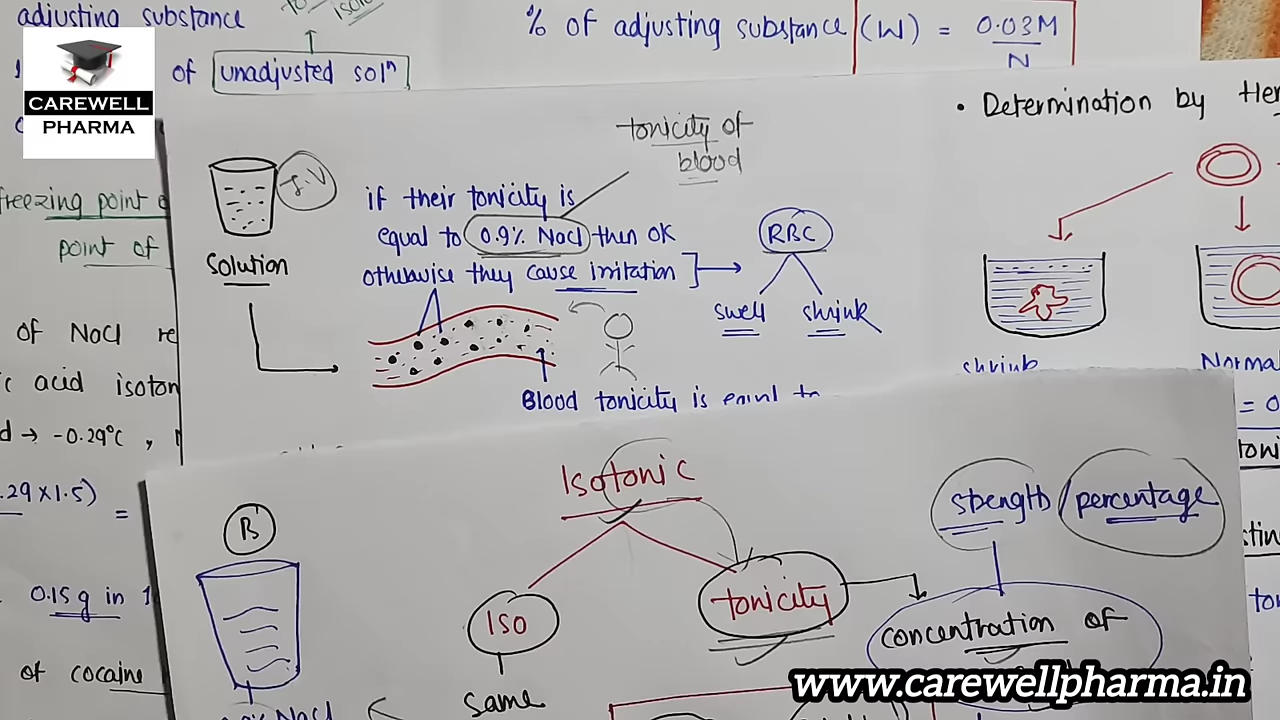 adjusting substance
of unadjusted solⁿ
% of adjusting substance (W) = 0.03M
N
CAREWELL
PHARMA
freezing point
point of
of NaCl
acid isoton
→ -0.29°C ,
.29 x 1.5) =
0.15 g in
of cocaine
I.V
Solution
tonicity of
blood
if their tonicity is
equal to 0.9% NaCl then OK
otherwise they cause irritation
RBC
swell shrink
Blood tonicity is equal to
• Determination by
shrink
Normal
= 0
Isotonic
B
Iso
same
tonicity
strength / percentage
concentration of
NaCl
www.carewellpharma.in